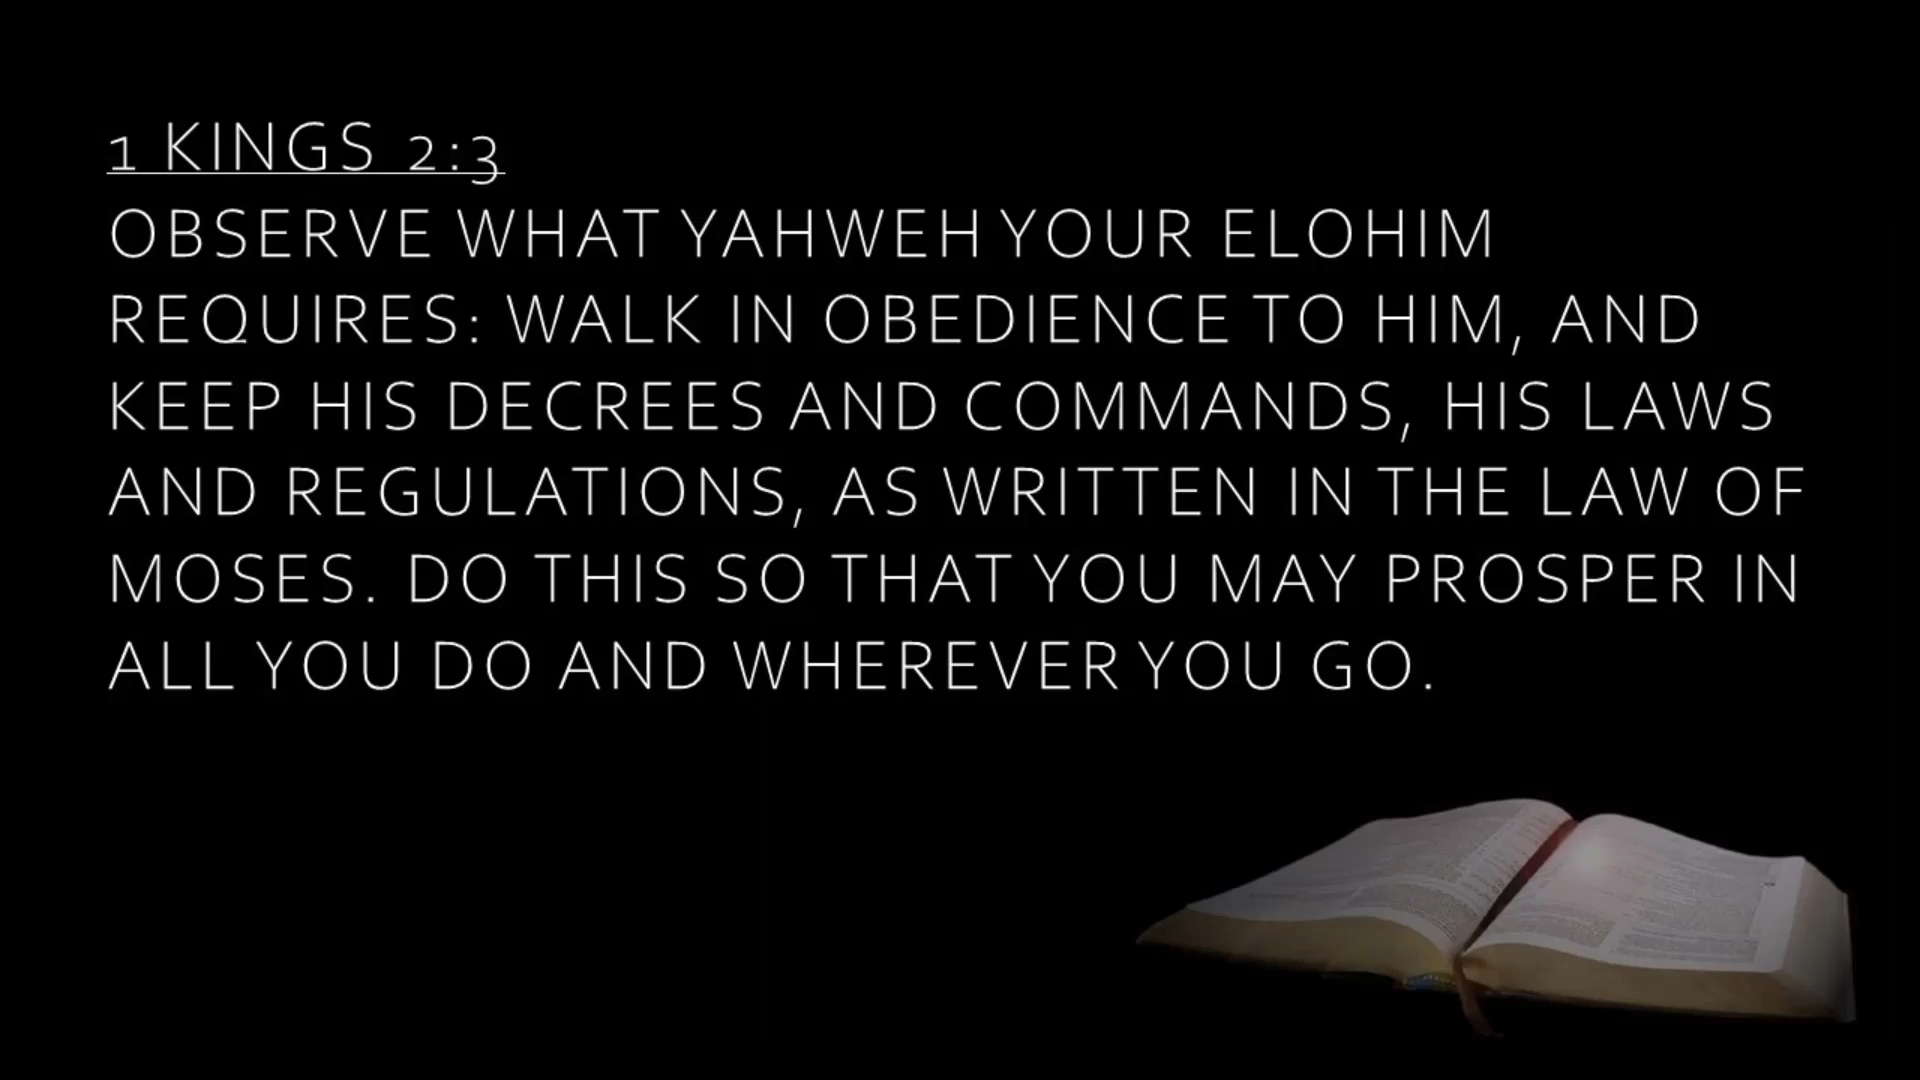 1 KINGS 2:3
OBSERVE WHAT YAHWEH YOUR ELOHIM
REQUIRES: WALK IN OBEDIENCE TO HIM, AND
KEEP HIS DECREES AND COMMANDS, HIS LAWS
AND REGULATIONS, AS WRITTEN IN THE LAW OF
MOSES. DO THIS SO THAT YOU MAY PROSPER IN
ALL YOU DO AND WHEREVER YOU GO.